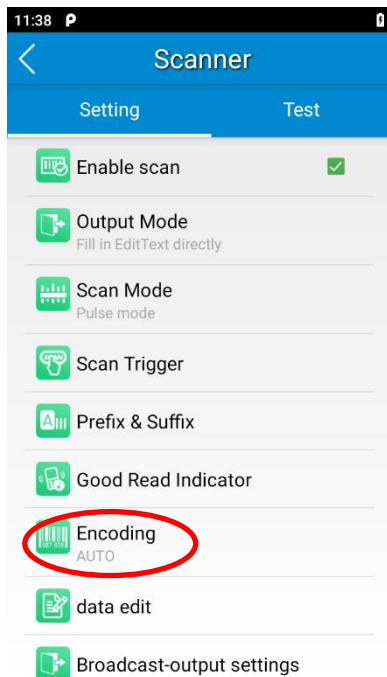 11:38 P
Scanner
Setting Test
Enable scan
Output Mode
Fill in EditText directly
Scan Mode
Pulse mode
Scan Trigger
Prefix & Suffix
Good Read Indicator
Encoding
AUTO
data edit
Broadcast-output settings